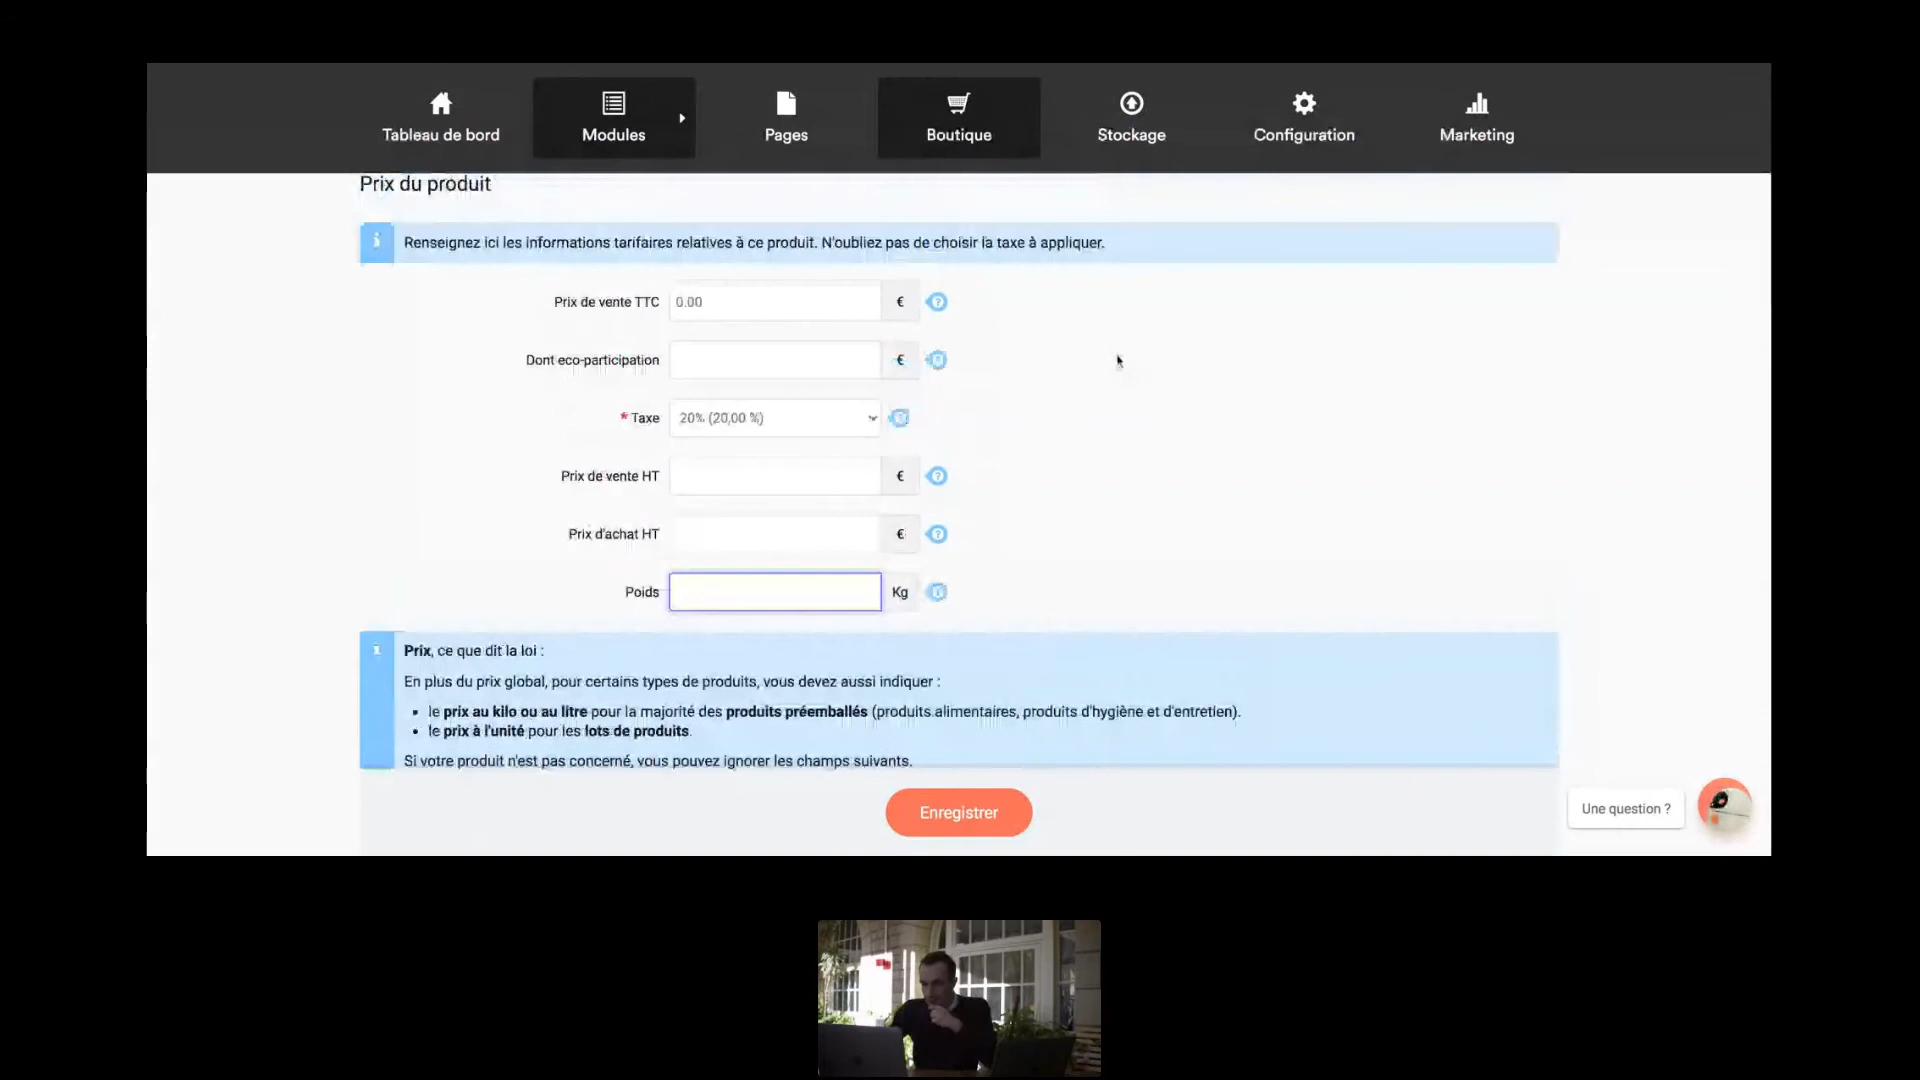 Tableau de bord
Modules
Pages
Boutique
Stockage
Configuration
Marketing
Prix du produit
Renseignez ici les informations tarifaires relatives à ce produit. N'oubliez pas de choisir la taxe à appliquer.
Prix de vente TTC 0.00 € ?
Dont eco-participation €
* Taxe 20% (20,00 %)
Prix de vente HT € ?
Prix d'achat HT € ?
Poids Kg
Prix, ce que dit la loi :
En plus du prix global, pour certains types de produits, vous devez aussi indiquer :
• le prix au kilo ou au litre pour la majorité des produits préemballés (produits alimentaires, produits d'hygiène et d'entretien).
• le prix à l'unité pour les lots de produits.
Si votre produit n'est pas concerné, vous pouvez ignorer les champs suivants.
Enregistrer
Une question ?